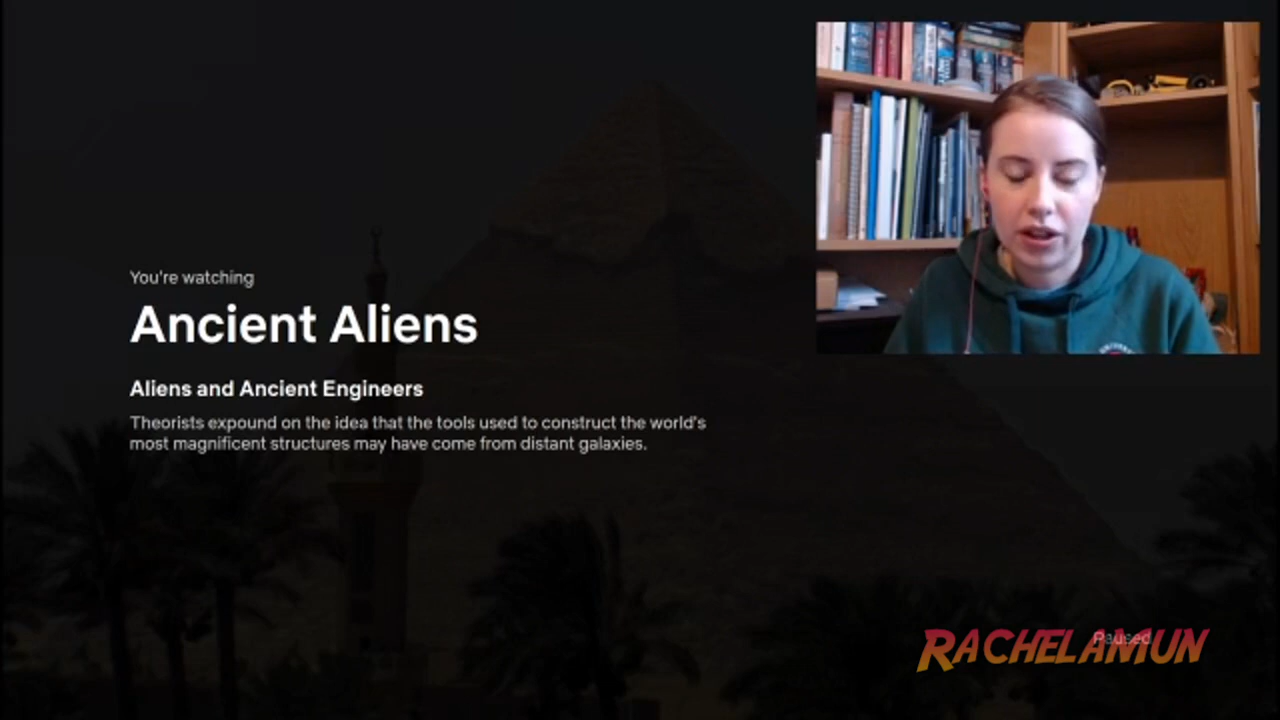 You're watching
Ancient Aliens
Aliens and Ancient Engineers
Theorists expound on the idea that the tools used to construct the world's
most magnificent structures may have come from distant galaxies.
Paused
RACHELAMUN